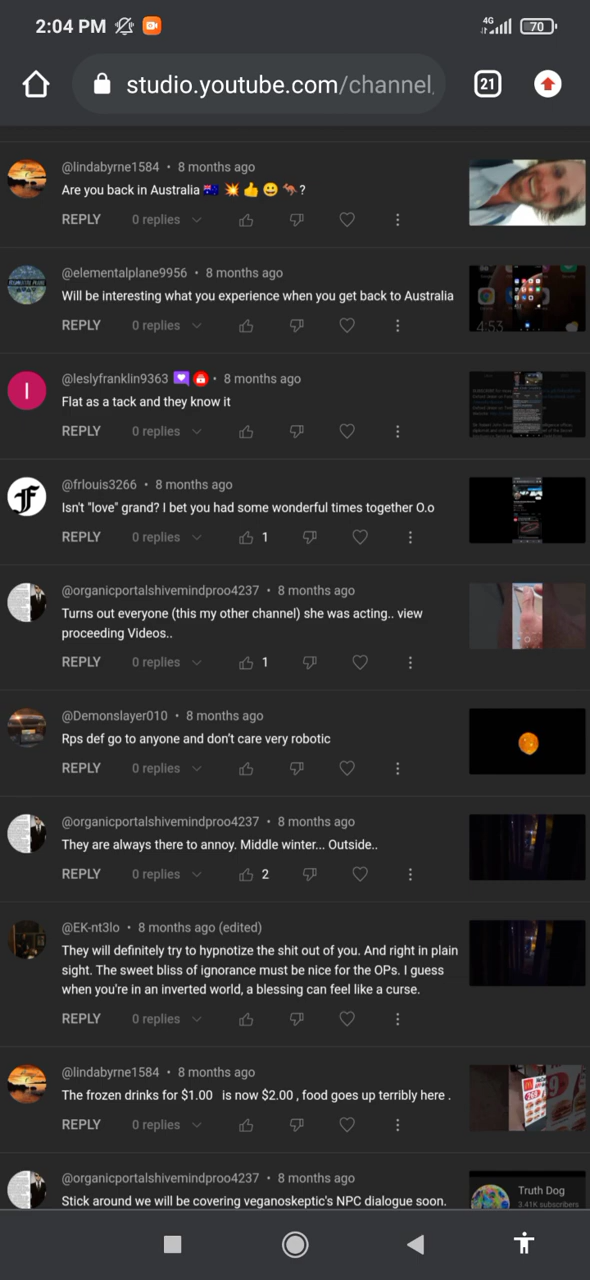 2:04 PM
4G
70
studio.youtube.com/channel
21
@lindabyrne1584 • 8 months ago
Are you back in Australia 🇦🇺 💥 👍 😀 🦘?
REPLY 0 replies
@elementalplane9956 • 8 months ago
Will be interesting what you experience when you get back to Australia
REPLY 0 replies
4:53
I
@leslyfranklin9363 • 8 months ago
Flat as a tack and they know it
REPLY 0 replies
@frlouis3266 • 8 months ago
Isn't "love" grand? I bet you had some wonderful times together O.o
REPLY 0 replies 1
@organicportalshivemindproo4237 • 8 months ago
Turns out everyone (this my other channel) she was acting.. view
proceeding Videos..
REPLY 0 replies 1
@Demonslayer010 • 8 months ago
Rps def go to anyone and don't care very robotic
REPLY 0 replies
@organicportalshivemindproo4237 • 8 months ago
They are always there to annoy. Middle winter... Outside..
REPLY 0 replies 2
@EK-nt3lo • 8 months ago (edited)
They will definitely try to hypnotize the shit out of you. And right in plain
sight. The sweet bliss of ignorance must be nice for the OPs. I guess
when you're in an inverted world, a blessing can feel like a curse.
REPLY 0 replies
@lindabyrne1584 • 8 months ago
The frozen drinks for $1.00 is now $2.00 , food goes up terribly here .
REPLY 0 replies
@organicportalshivemindproo4237 • 8 months ago
Stick around we will be covering veganoskeptic's NPC dialogue soon.
Truth Dog
3.41K subscribers